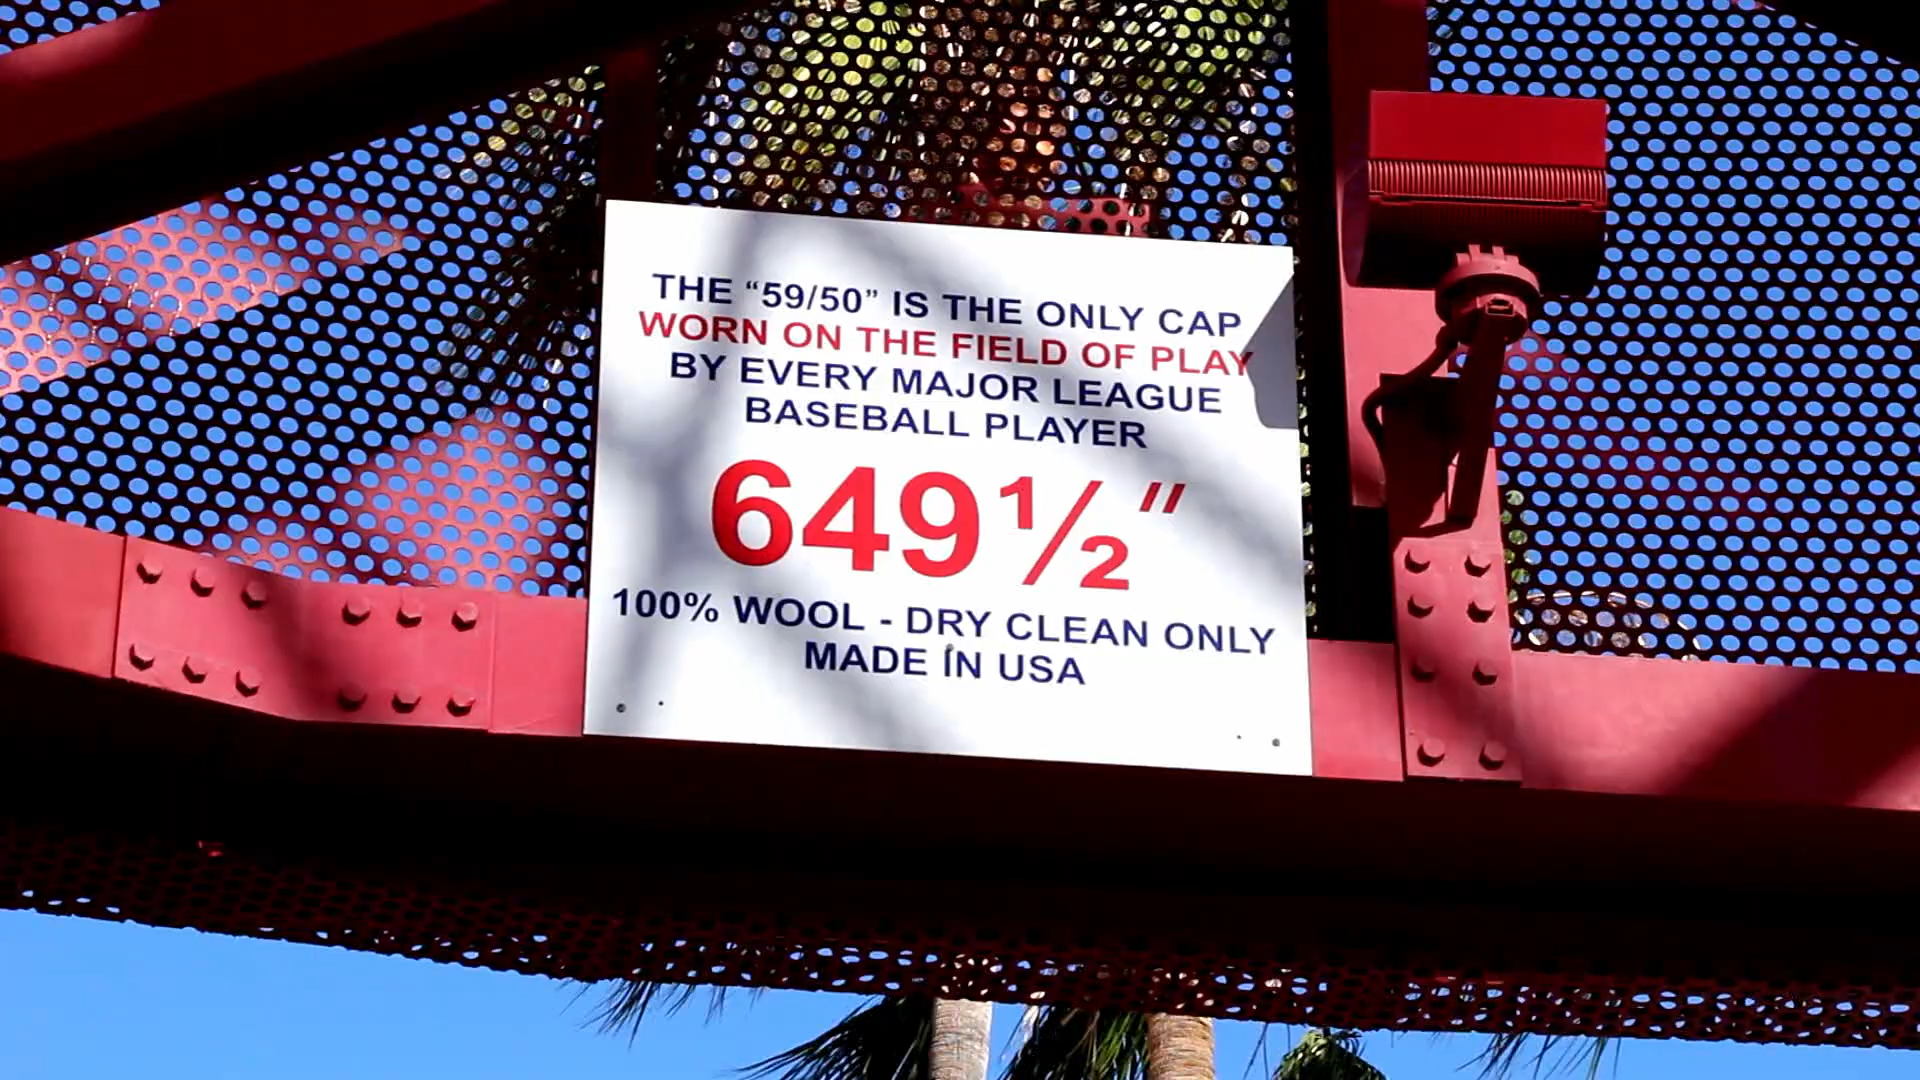 THE “59/50” IS THE ONLY CAP
WORN ON THE FIELD OF PLAY
BY EVERY MAJOR LEAGUE
BASEBALL PLAYER
649½"
100% WOOL - DRY CLEAN ONLY
MADE IN USA